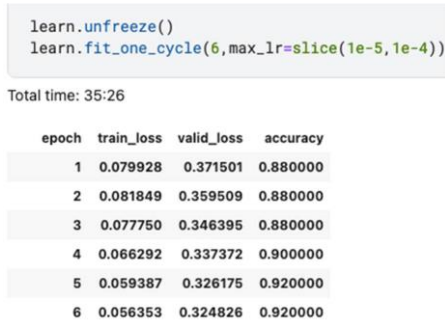 learn.unfreeze()
learn.fit_one_cycle(6,max_lr=slice(1e-5,1e-4))
Total time: 35:26
epoch train_loss valid_loss accuracy
1 0.079928 0.371501 0.880000
2 0.081849 0.359509 0.880000
3 0.077750 0.346395 0.880000
4 0.066292 0.337372 0.900000
5 0.059387 0.326175 0.920000
6 0.056353 0.324826 0.920000